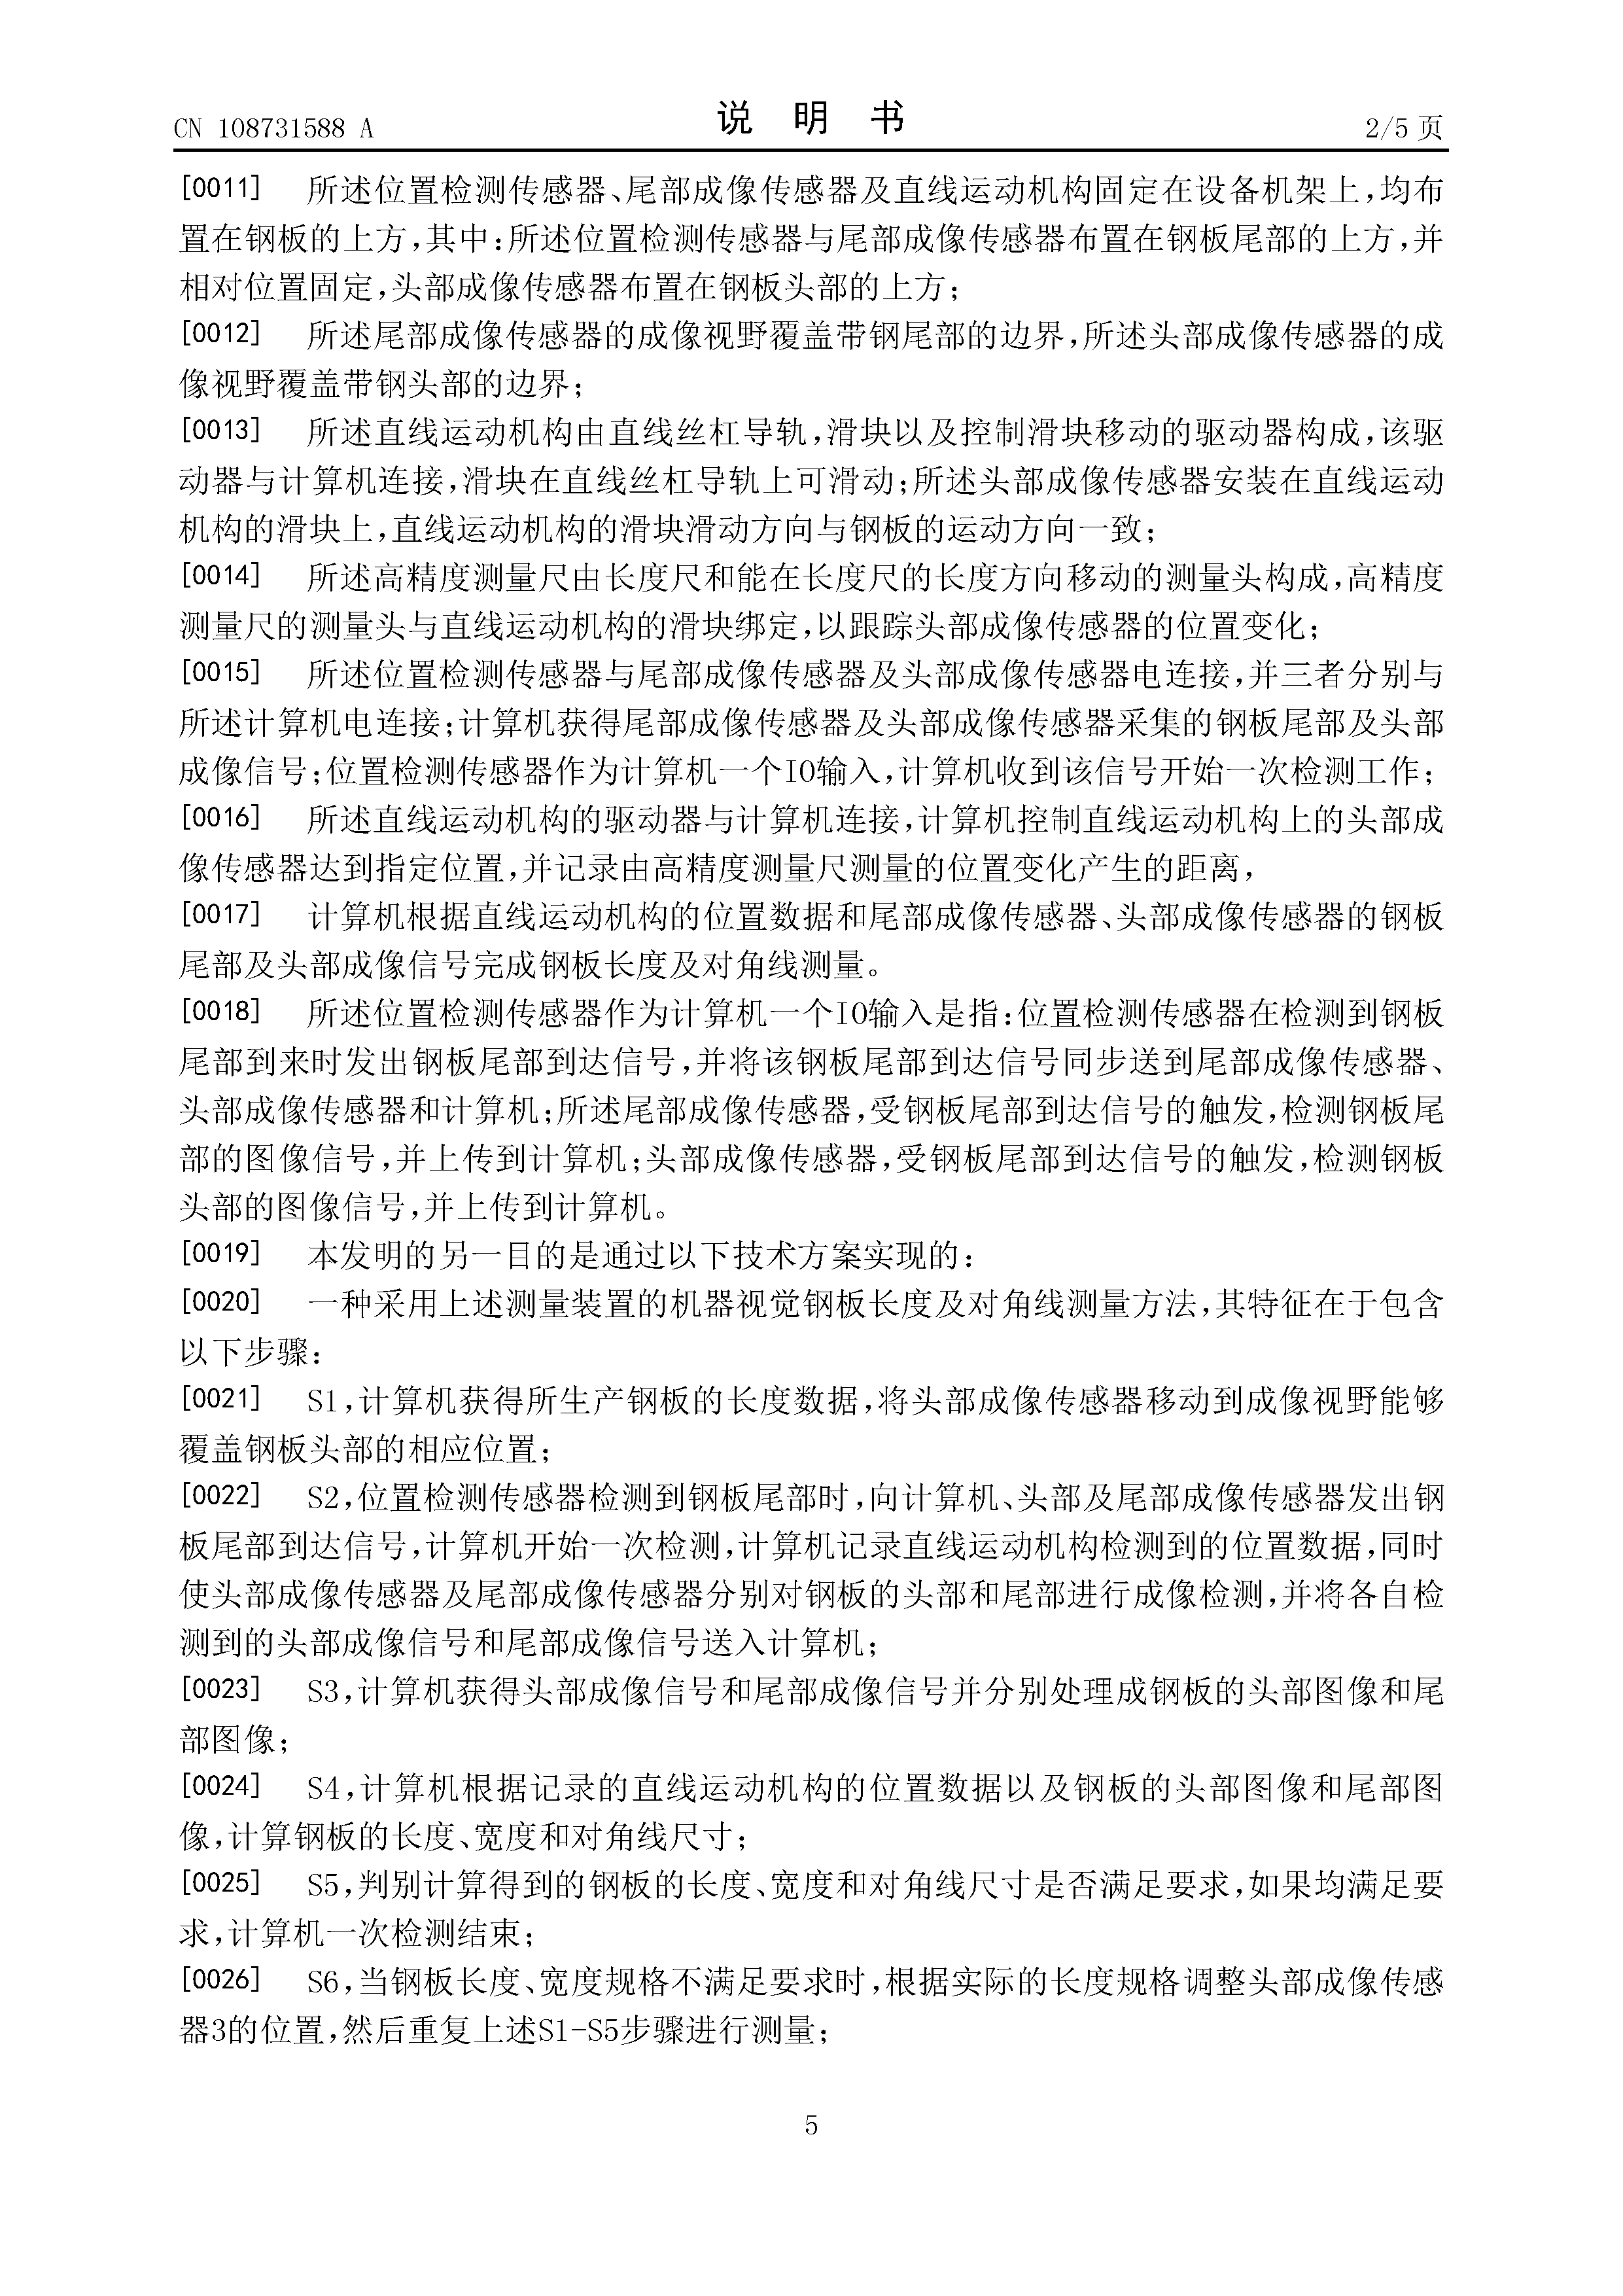 CN 108731588 A
说 明 书
2/5 页
[0011] 所述位置检测传感器、尾部成像传感器及直线运动机构固定在设备机架上,均布
置在钢板的上方,其中:所述位置检测传感器与尾部成像传感器布置在钢板尾部的上方,并
相对位置固定,头部成像传感器布置在钢板头部的上方;
[0012] 所述尾部成像传感器的成像视野覆盖带钢尾部的边界,所述头部成像传感器的成
像视野覆盖带钢头部的边界;
[0013] 所述直线运动机构由直线丝杠导轨,滑块以及控制滑块移动的驱动器构成,该驱
动器与计算机连接,滑块在直线丝杠导轨上可滑动;所述头部成像传感器安装在直线运动
机构的滑块上,直线运动机构的滑块滑动方向与钢板的运动方向一致;
[0014] 所述高精度测量尺由长度尺和能在长度尺的长度方向移动的测量头构成,高精度
测量尺的测量头与直线运动机构的滑块绑定,以跟踪头部成像传感器的位置变化;
[0015] 所述位置检测传感器与尾部成像传感器及头部成像传感器电连接,并三者分别与
所述计算机电连接;计算机获得尾部成像传感器及头部成像传感器采集的钢板尾部及头部
成像信号;位置检测传感器作为计算机一个IO输入,计算机收到该信号开始一次检测工作;
[0016] 所述直线运动机构的驱动器与计算机连接,计算机控制直线运动机构上的头部成
像传感器达到指定位置,并记录由高精度测量尺测量的位置变化产生的距离,
[0017] 计算机根据直线运动机构的位置数据和尾部成像传感器、头部成像传感器的钢板
尾部及头部成像信号完成钢板长度及对角线测量。
[0018] 所述位置检测传感器作为计算机一个IO输入是指:位置检测传感器在检测到钢板
尾部到来时发出钢板尾部到达信号,并将该钢板尾部到达信号同步送到尾部成像传感器、
头部成像传感器和计算机;所述尾部成像传感器,受钢板尾部到达信号的触发,检测钢板尾
部的图像信号,并上传到计算机;头部成像传感器,受钢板尾部到达信号的触发,检测钢板
头部的图像信号,并上传到计算机。
[0019] 本发明的另一目的是通过以下技术方案实现的:
[0020] 一种采用上述测量装置的机器视觉钢板长度及对角线测量方法,其特征在于包含
以下步骤:
[0021] S1,计算机获得所生产钢板的长度数据,将头部成像传感器移动到成像视野能够
覆盖钢板头部的相应位置;
[0022] S2,位置检测传感器检测到钢板尾部时,向计算机、头部及尾部成像传感器发出钢
板尾部到达信号,计算机开始一次检测,计算机记录直线运动机构检测到的位置数据,同时
使头部成像传感器及尾部成像传感器分别对钢板的头部和尾部进行成像检测,并将各自检
测到的头部成像信号和尾部成像信号送入计算机;
[0023] S3,计算机获得头部成像信号和尾部成像信号并分别处理成钢板的头部图像和尾
部图像;
[0024] S4,计算机根据记录的直线运动机构的位置数据以及钢板的头部图像和尾部图
像,计算钢板的长度、宽度和对角线尺寸;
[0025] S5,判别计算得到的钢板的长度、宽度和对角线尺寸是否满足要求,如果均满足要
求,计算机一次检测结束;
[0026] S6,当钢板长度、宽度规格不满足要求时,根据实际的长度规格调整头部成像传感
器3的位置,然后重复上述S1-S5步骤进行测量;
5